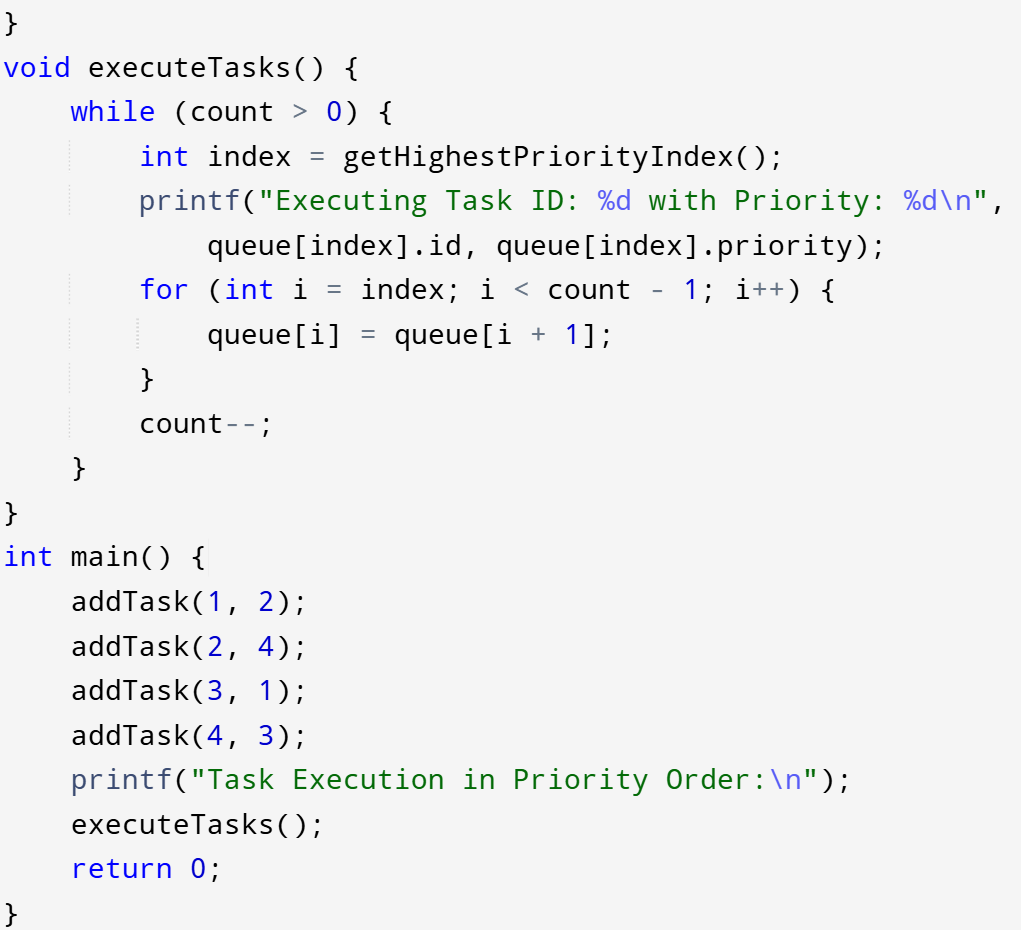 }
void executeTasks() {
    while (count > 0) {
        int index = getHighestPriorityIndex();
        printf("Executing Task ID: %d with Priority: %d\n",
            queue[index].id, queue[index].priority);
        for (int i = index; i < count - 1; i++) {
            queue[i] = queue[i + 1];
        }
        count--;
    }
}
int main() {
    addTask(1, 2);
    addTask(2, 4);
    addTask(3, 1);
    addTask(4, 3);
    printf("Task Execution in Priority Order:\n");
    executeTasks();
    return 0;
}